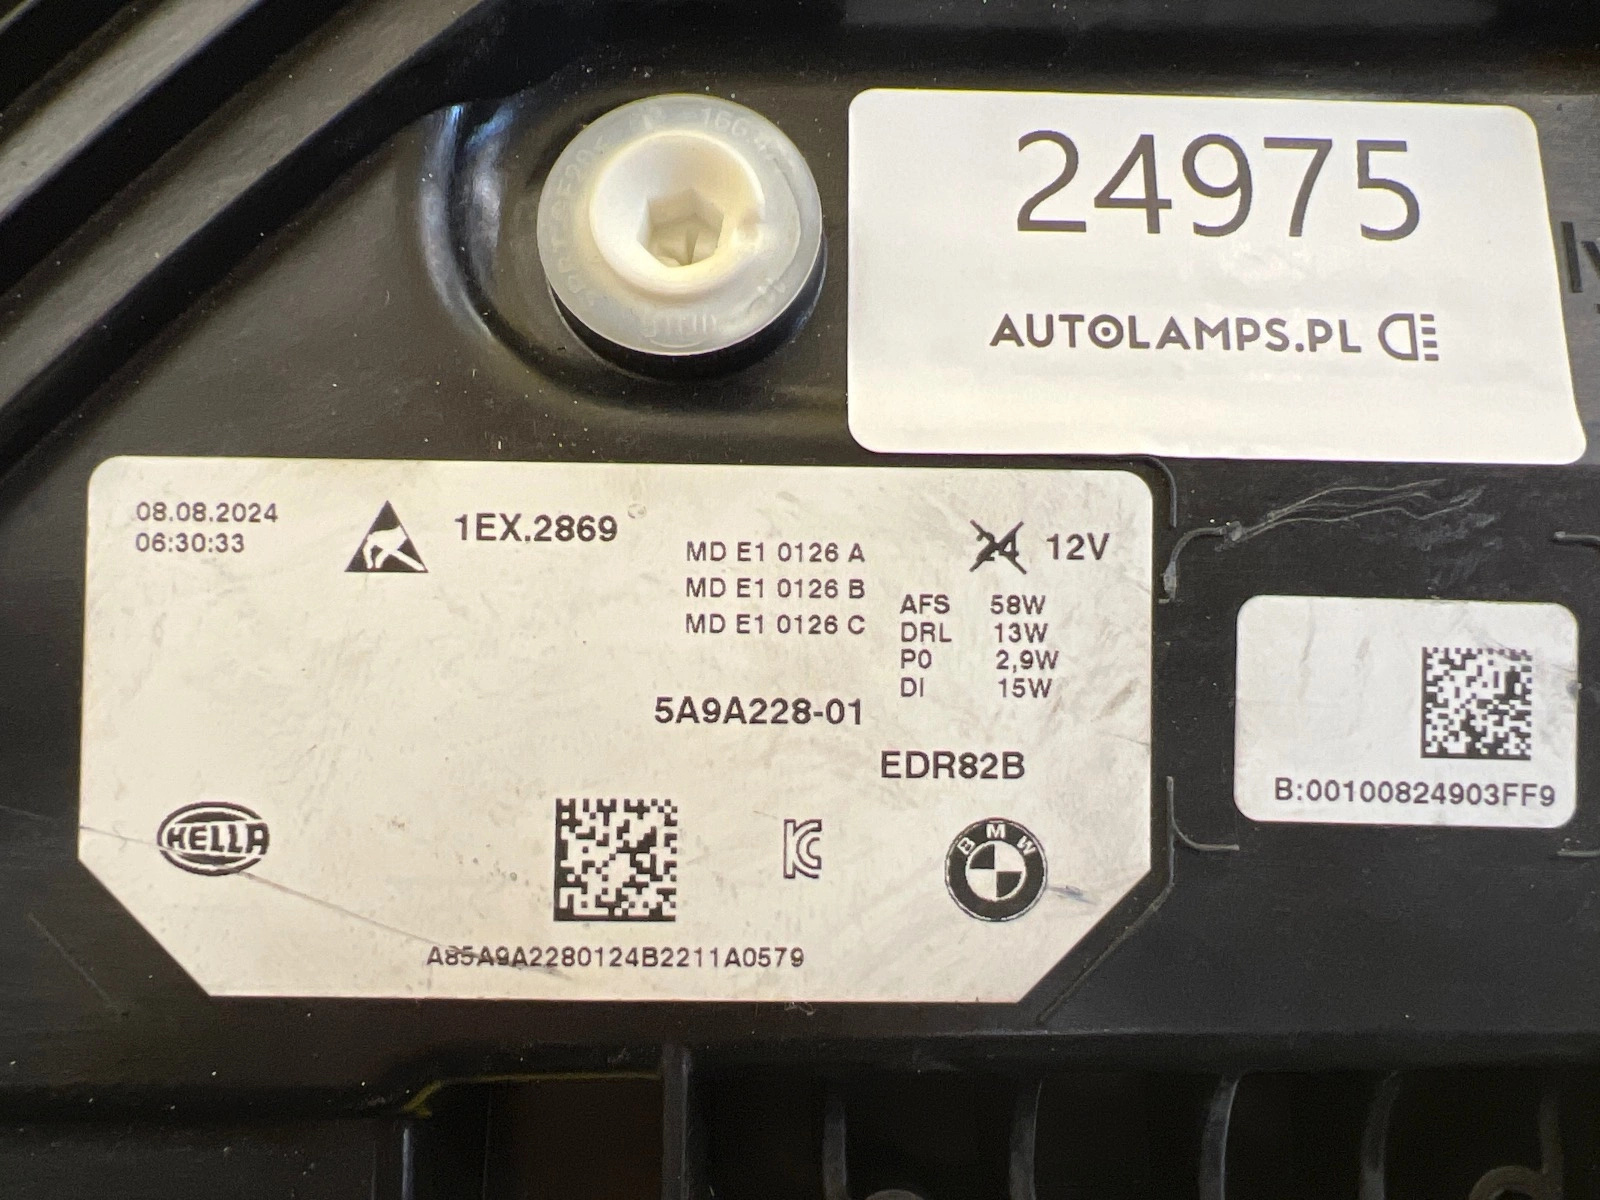 24975
AUTOLAMPS.PL
08.08.2024
06:30:33
1EX.2869
MD E1 0126 A
MD E1 0126 B
MD E1 0126 C
24 12V
AFS 58W
DRL 13W
P0 2,9W
DI 15W
5A9A228-01
EDR82B
HELLA
BMW
A85A9A2280124B2211A0579
B:00100824903FF9